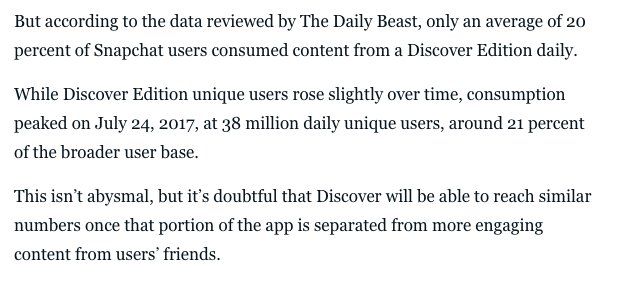 But according to the data reviewed by The Daily Beast, only an average of 20
percent of Snapchat users consumed content from a Discover Edition daily.
While Discover Edition unique users rose slightly over time, consumption
peaked on July 24, 2017, at 38 million daily unique users, around 21 percent
of the broader user base.
This isn’t abysmal, but it’s doubtful that Discover will be able to reach similar
numbers once that portion of the app is separated from more engaging
content from users’ friends.